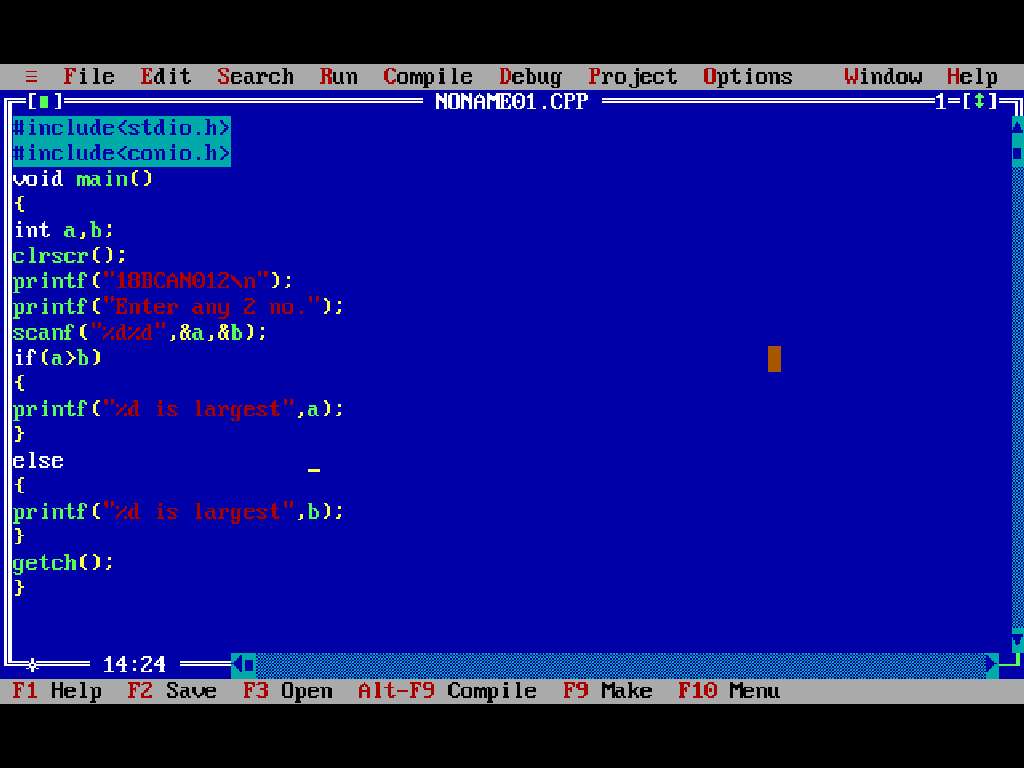 ≡ File Edit Search Run Compile Debug Project Options Window Help
[■] NONAME01.CPP 1=[↕]
#include<stdio.h>
#include<conio.h>
void main()
{
int a,b;
clrscr();
printf("18BCAN012\n");
printf("Enter any 2 no.");
scanf("%d%d",&a,&b);
if(a>b)
{
printf("%d is largest",a);
}
else
{
printf("%d is largest",b);
}
getch();
}
14:24
F1 Help F2 Save F3 Open Alt-F9 Compile F9 Make F10 Menu